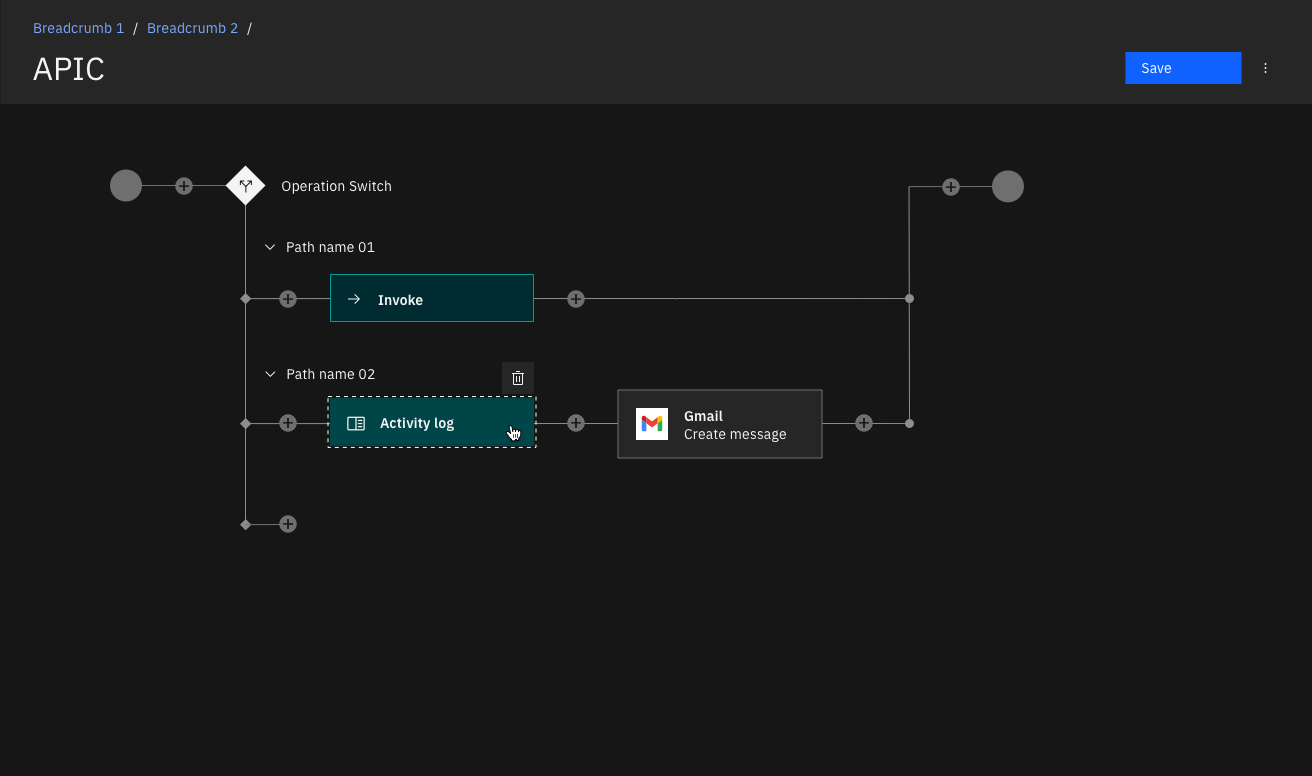 Breadcrumb 1 / Breadcrumb 2 /
APIC
Save
Operation Switch
Path name 01
Invoke
Path name 02
Activity log
Gmail
Create message